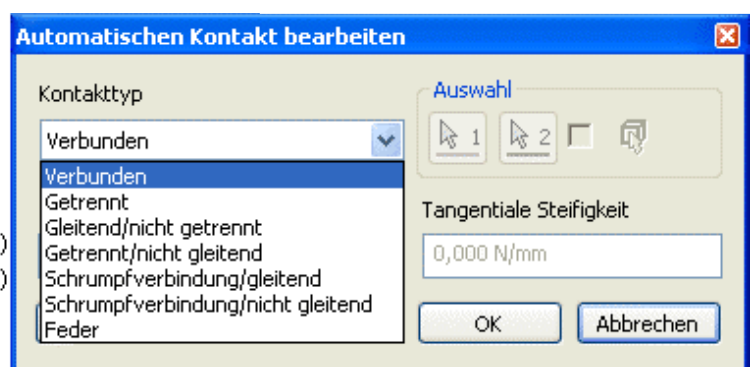 Automatischen Kontakt bearbeiten
Kontakttyp
Auswahl
Verbunden
1
2
Verbunden
Getrennt
Gleitend/nicht getrennt
Getrennt/nicht gleitend
Schrumpfverbindung/gleitend
Schrumpfverbindung/nicht gleitend
Feder
Tangentiale Steifigkeit
0,000 N/mm
OK
Abbrechen
)
)